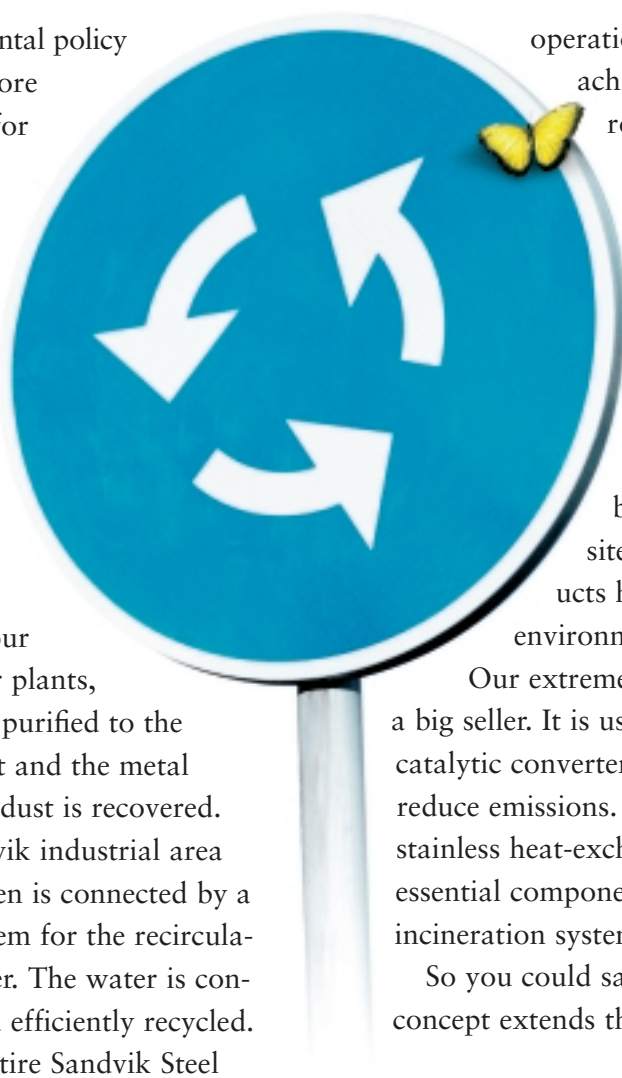 ntal policy
ore
for
our
r plants,
purified to the
t and the metal
dust is recovered.
vik industrial area
en is connected by a
em for the recircula-
er. The water is con-
efficiently recycled.
tire Sandvik Steel
operatio
ach
re
b
site
ucts h
environm
Our extreme
a big seller. It is us
catalytic converter
reduce emissions.
stainless heat-exch
essential compone
incineration system
So you could sa
concept extends th